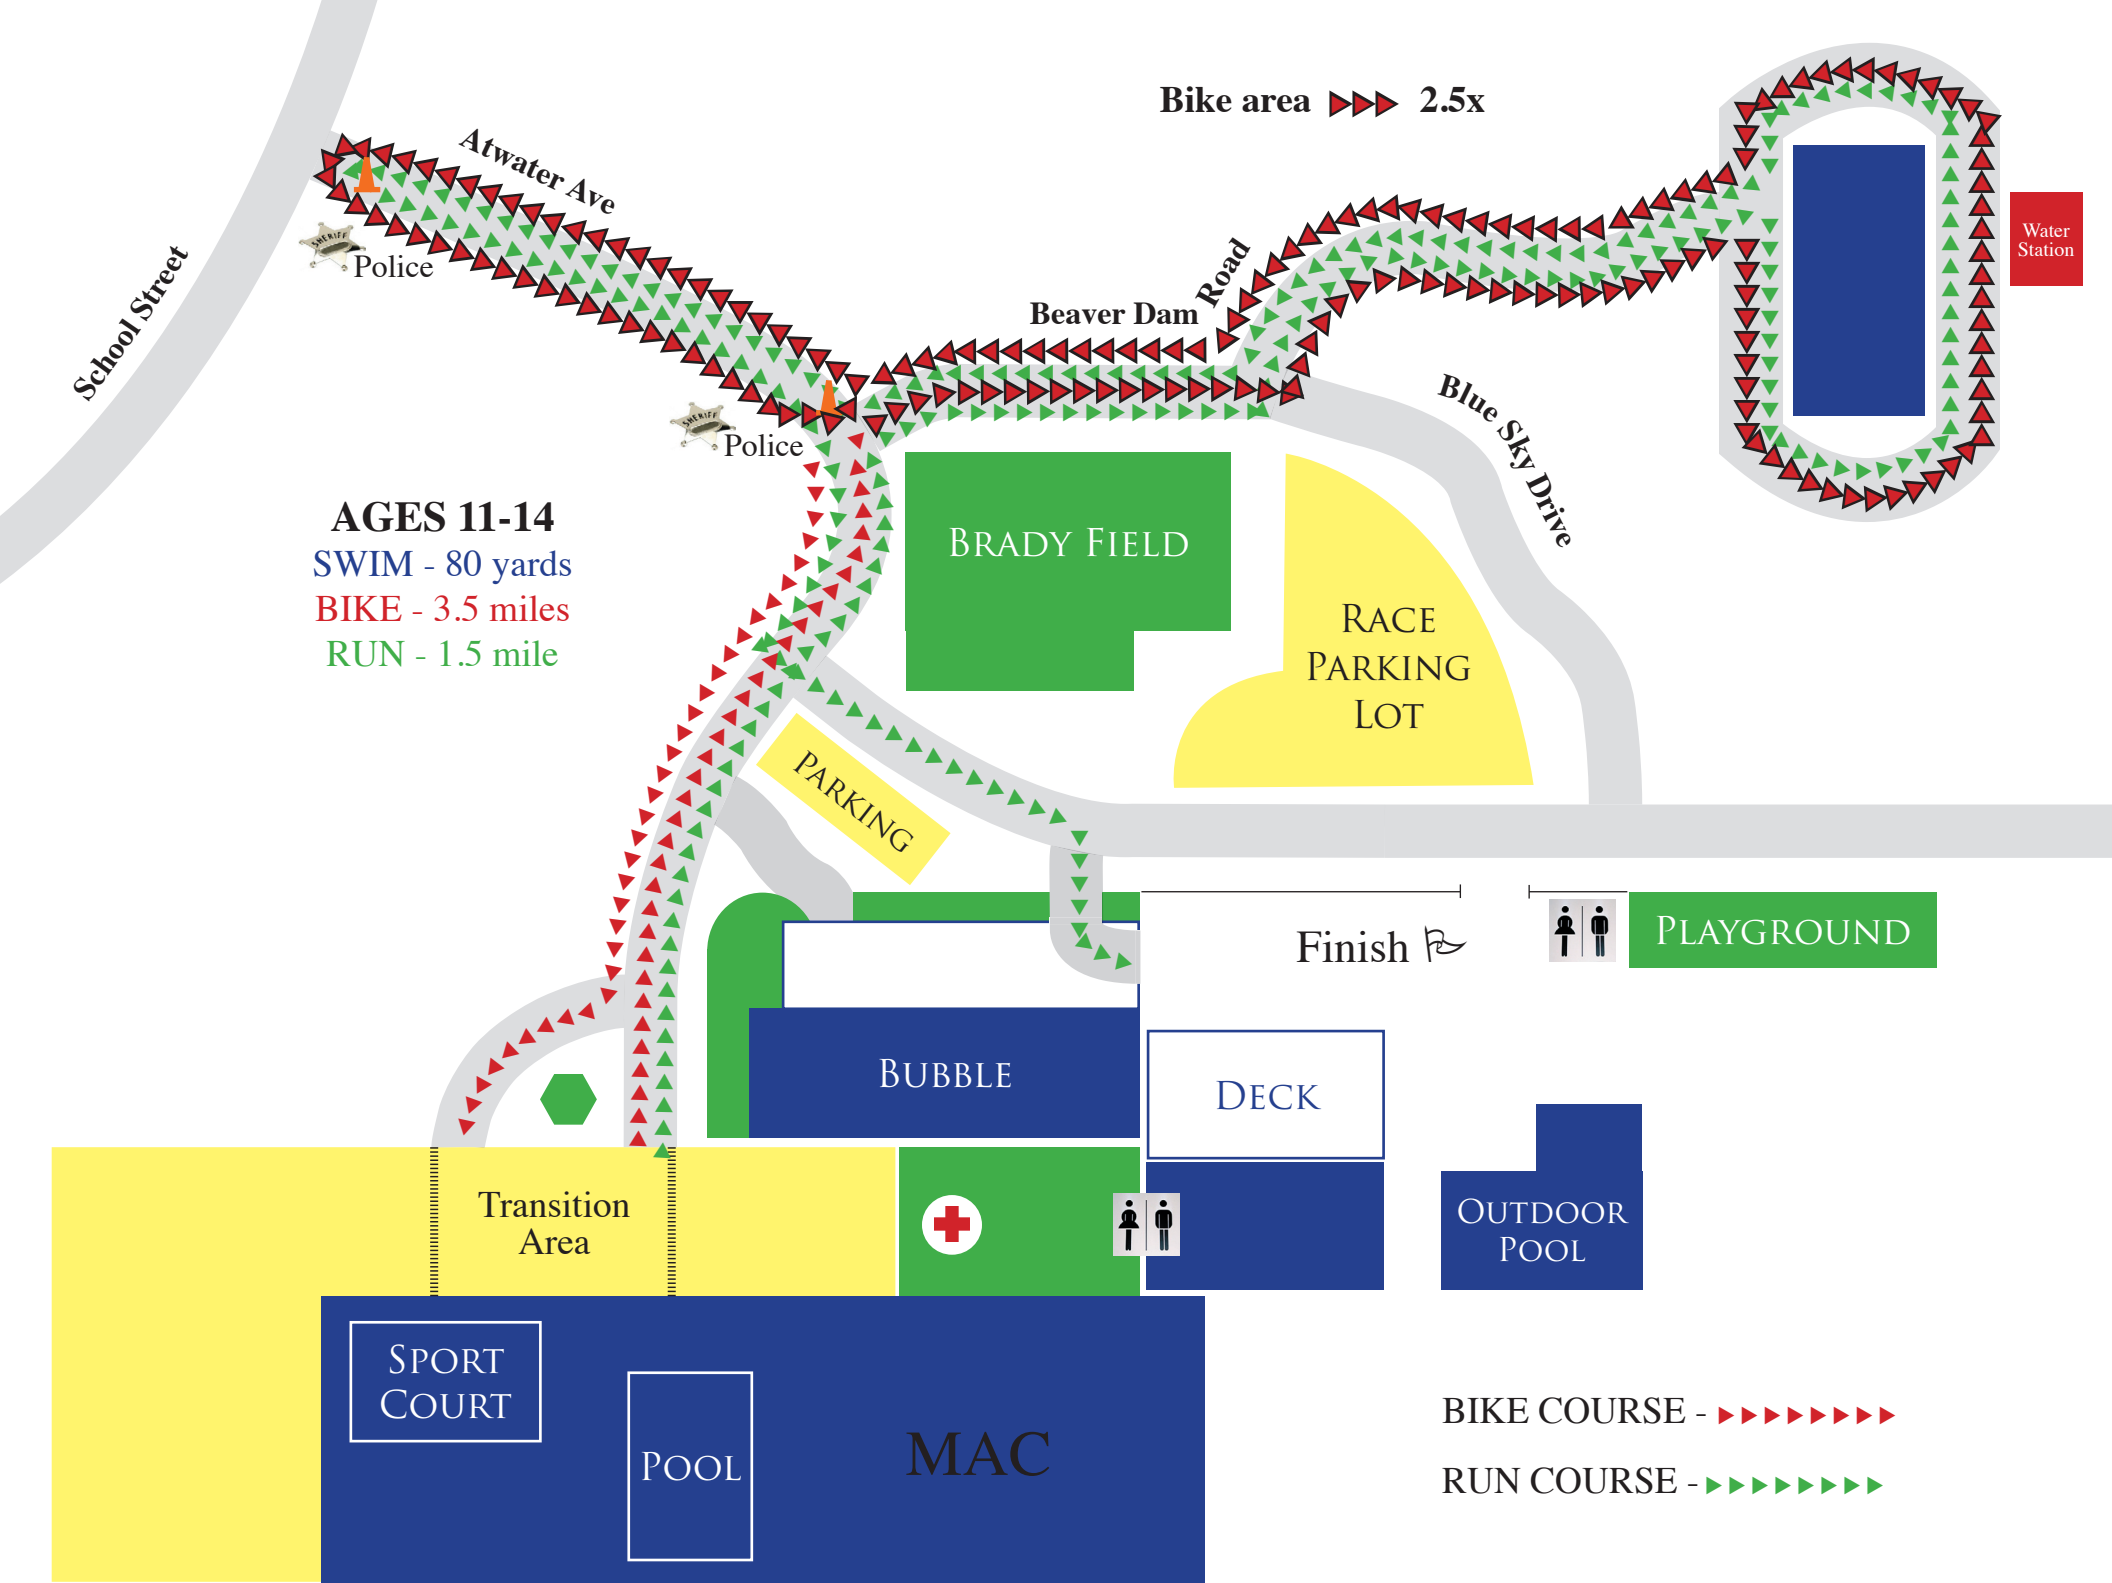 Bike area 2.5x
Atwater Ave
Water
Station
SHERIFF
Police
School Street
Beaver Dam
Road
Blue Sky Drive
SHERIFF
Police
AGES 11-14
SWIM - 80 yards
BIKE - 3.5 miles
RUN - 1.5 mile
BRADY FIELD
RACE
PARKING
LOT
PARKING
Finish
PLAYGROUND
BUBBLE
DECK
Transition
Area
OUTDOOR
POOL
SPORT
COURT
POOL
MAC
BIKE COURSE -
RUN COURSE -